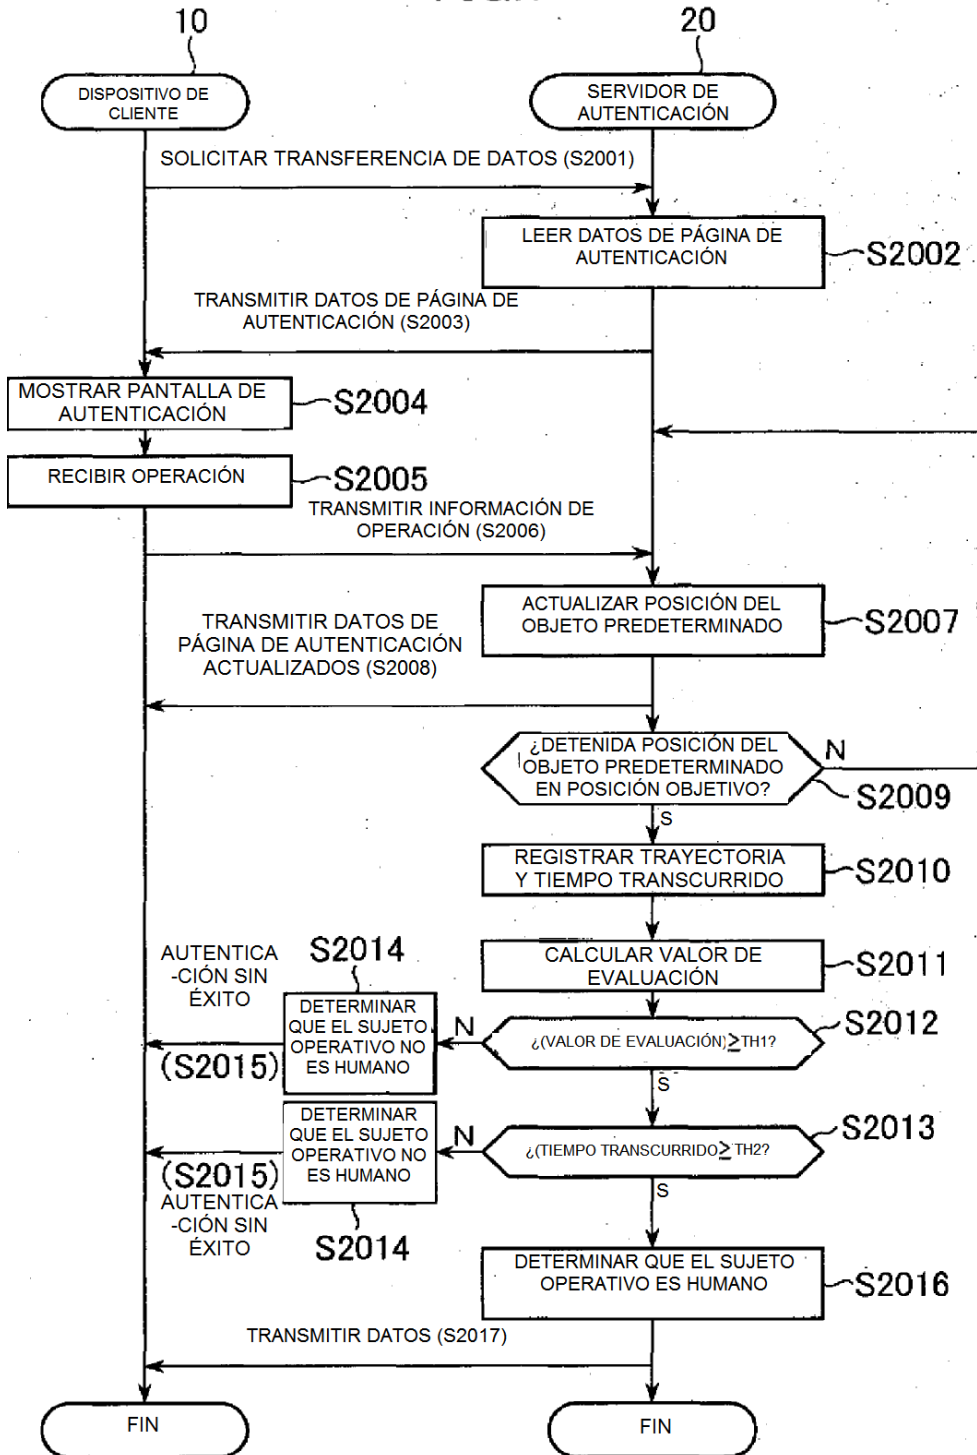 10
20
DISPOSITIVO DE
CLIENTE
SERVIDOR DE
AUTENTICACIÓN
SOLICITAR TRANSFERENCIA DE DATOS (S2001)
LEER DATOS DE PÁGINA DE
AUTENTICACIÓN
S2002
TRANSMITIR DATOS DE PÁGINA DE
AUTENTICACIÓN (S2003)
MOSTRAR PANTALLA DE
AUTENTICACIÓN
S2004
RECIBIR OPERACIÓN
S2005
TRANSMITIR INFORMACIÓN DE
OPERACIÓN (S2006)
ACTUALIZAR POSICIÓN DEL
OBJETO PREDETERMINADO
S2007
TRANSMITIR DATOS DE
PÁGINA DE AUTENTICACIÓN
ACTUALIZADOS (S2008)
¿DETENIDA POSICIÓN DEL
OBJETO PREDETERMINADO
EN POSICIÓN OBJETIVO?
N
S2009
S
REGISTRAR TRAYECTORIA
Y TIEMPO TRANSCURRIDO
S2010
CALCULAR VALOR DE
EVALUACIÓN
S2011
¿(VALOR DE EVALUACIÓN)≥TH1?
S2012
N
S
S2014
DETERMINAR
QUE EL SUJETO
OPERATIVO NO
ES HUMANO
AUTENTICA
-CIÓN SIN
ÉXITO
(S2015)
¿(TIEMPO TRANSCURRIDO≥TH2?
S2013
N
S
DETERMINAR
QUE EL SUJETO
OPERATIVO NO
ES HUMANO
S2014
(S2015)
AUTENTICA
-CIÓN SIN
ÉXITO
DETERMINAR QUE EL SUJETO
OPERATIVO ES HUMANO
S2016
TRANSMITIR DATOS (S2017)
FIN
FIN